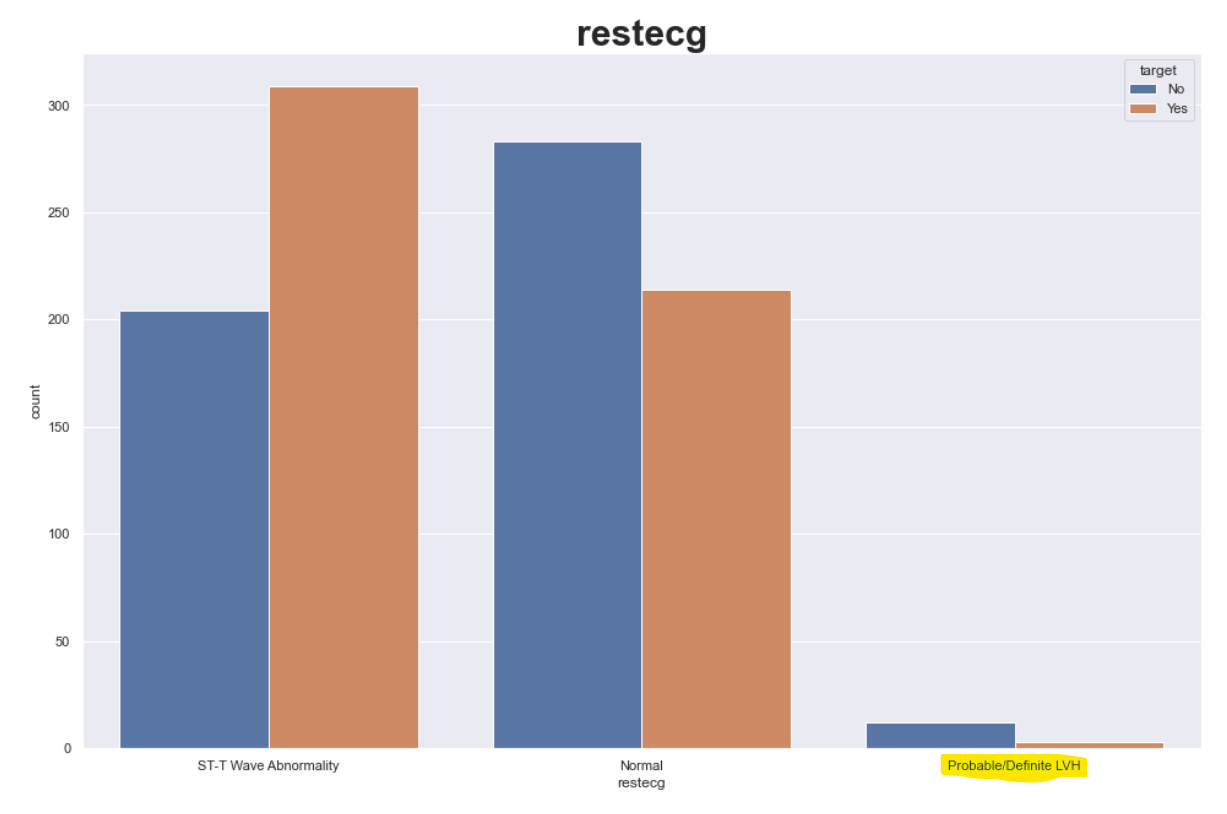 restecg
target
No
Yes
300
250
200
150
100
50
0
count
ST-T Wave Abnormality
Normal
Probable/Definite LVH
restecg